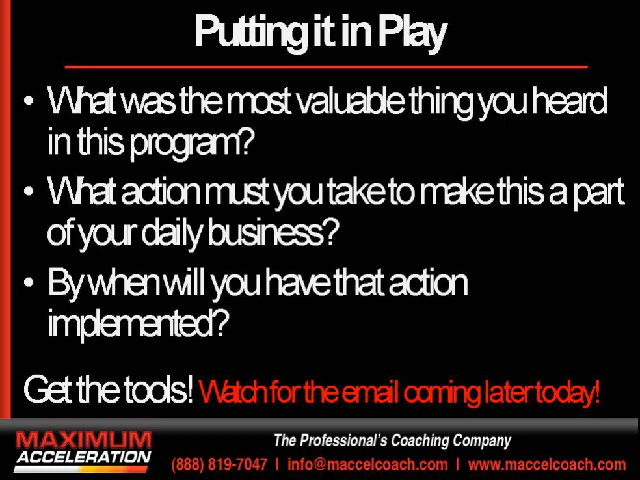 Putting it in Play
• What was the most valuable thing you heard
in this program?
• What action must you take to make this a part
of your daily business?
• By when will you have that action
implemented?
Get the tools! Watch for the email coming later today!
MAXIMUM
ACCELERATION
The Professional's Coaching Company
(888) 819-7047 | info@maccelcoach.com | www.maccelcoach.com